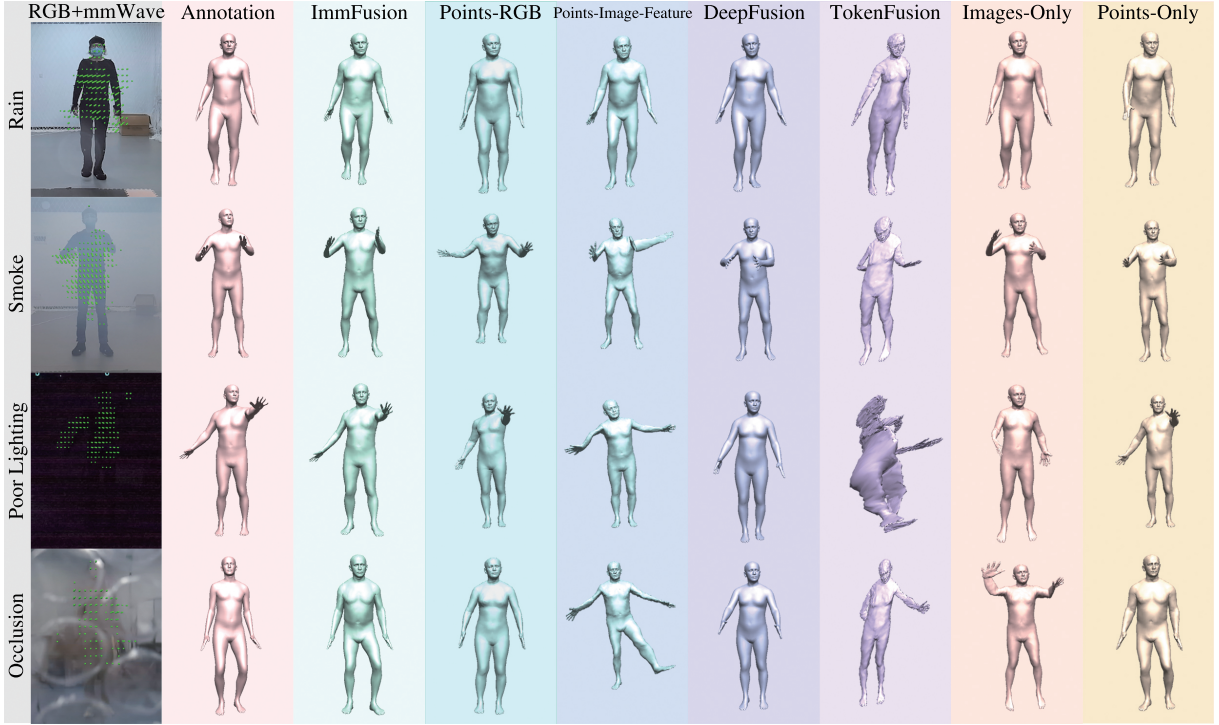 RGB+mmWave Annotation ImmFusion Points-RGB Points-Image-Feature DeepFusion TokenFusion Images-Only Points-Only
Rain
Smoke
Poor Lighting
Occlusion